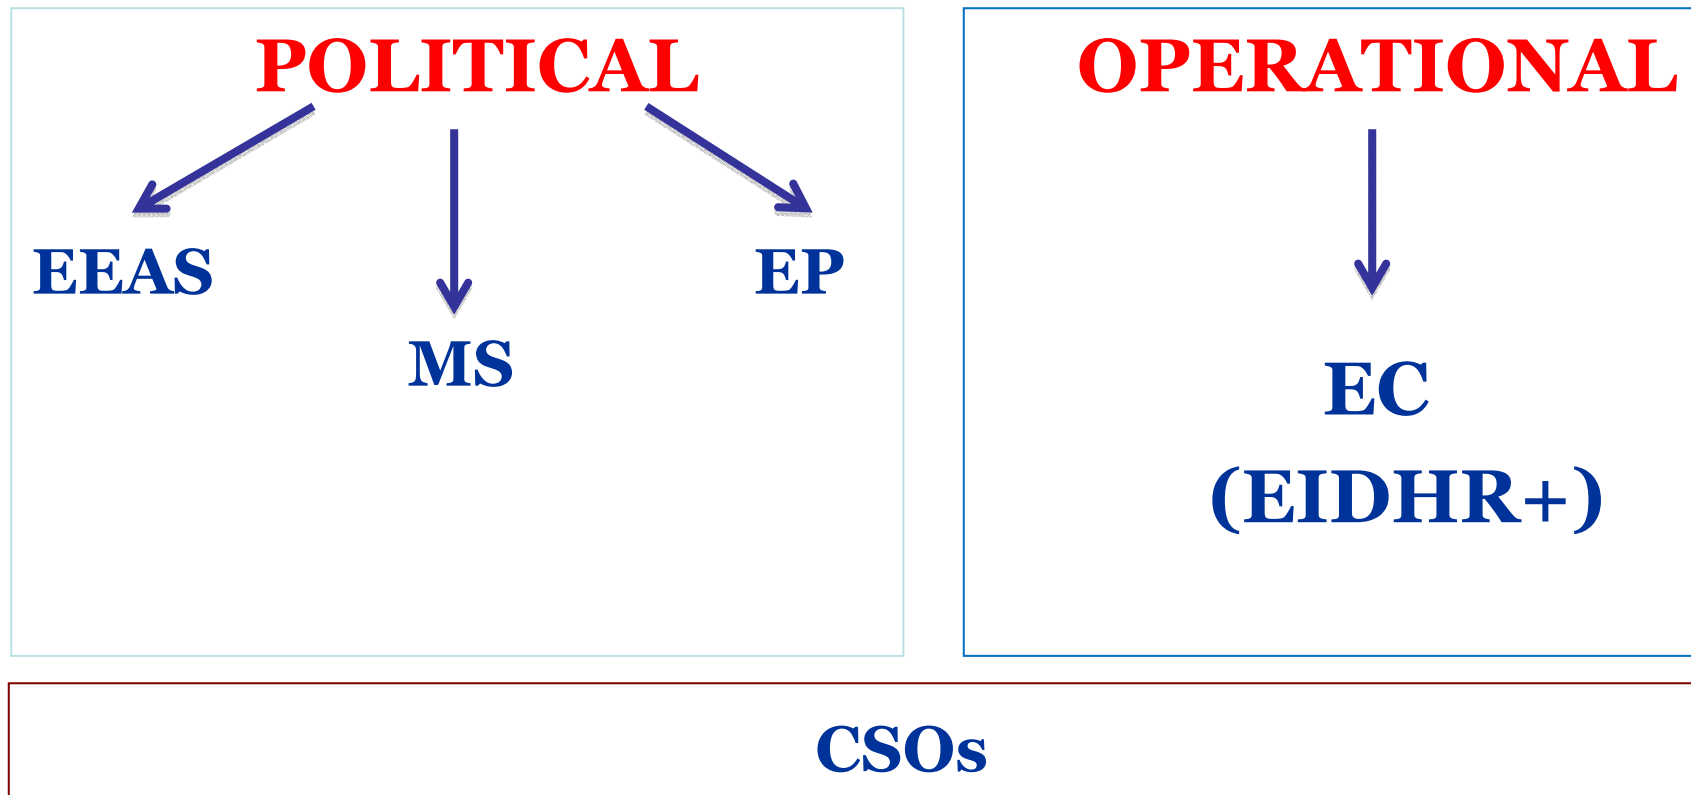 POLITICAL
EEAS
MS
EP
OPERATIONAL
EC
(EIDHR+)
CSOs